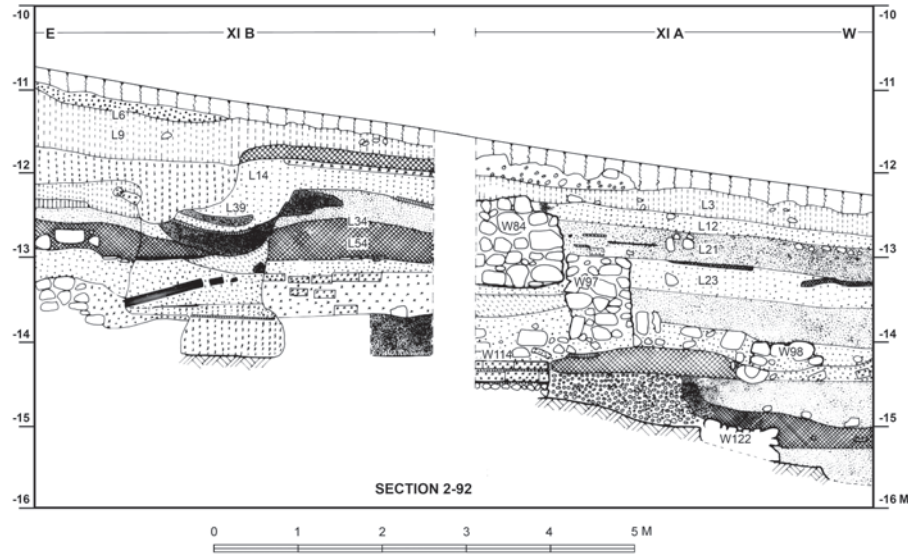 -10 -10
E XI B XI A W
-11 -11
L6
L9
-12 -12
L14
L3
L39
W84
L12
L34
L21
L54
-13 -13
L23
W97
-14 -14
W114
W98
-15 -15
W122
-16 -16 M
SECTION 2-92
0 1 2 3 4 5 M